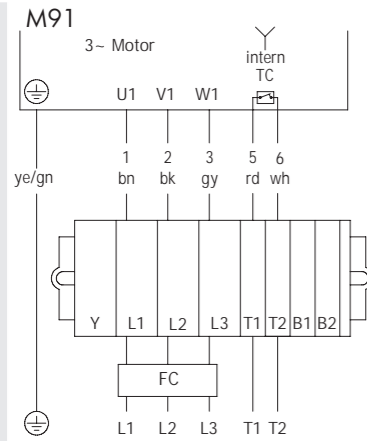 M91
3~ Motor
intern
TC
U1 V1 W1
1 2 3 5 6
ye/gn bn bk gy rd wh
Y L1 L2 L3 T1 T2 B1 B2
FC
L1 L2 L3 T1 T2